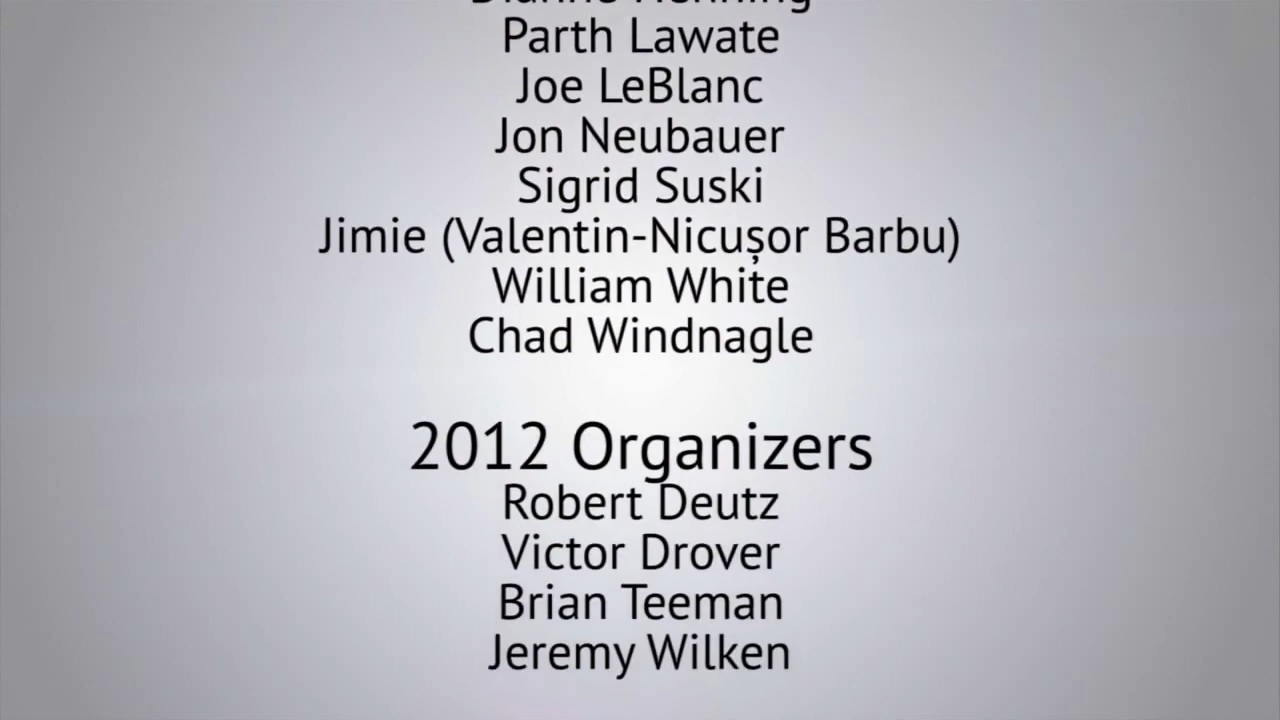 Parth Lawate
Joe LeBlanc
Jon Neubauer
Sigrid Suski
Jimie (Valentin-Nicușor Barbu)
William White
Chad Windnagle
2012 Organizers
Robert Deutz
Victor Drover
Brian Teeman
Jeremy Wilken